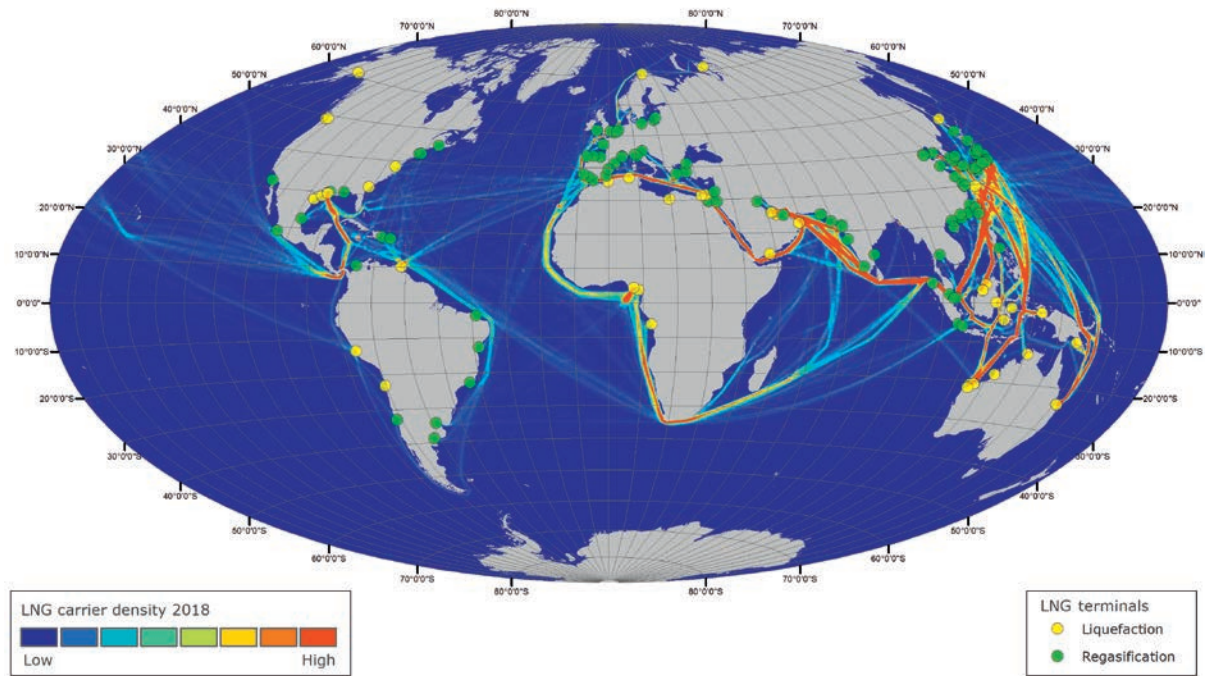 80°0'0"N 80°0'0"N
70°0'0"N 70°0'0"N
60°0'0"N 60°0'0"N
50°0'0"N 50°0'0"N
40°0'0"N 40°0'0"N
30°0'0"N 30°0'0"N
20°0'0"N 20°0'0"N
10°0'0"N 10°0'0"N
0°0'0" 0°0'0"
10°0'0"S 10°0'0"S
20°0'0"S 20°0'0"S
30°0'0"S 30°0'0"S
40°0'0"S 40°0'0"S
50°0'0"S 50°0'0"S
60°0'0"S 60°0'0"S
70°0'0"S 70°0'0"S
80°0'0"S 80°0'0"S
LNG carrier density 2018
Low High
LNG terminals
Liquefaction
Regasification